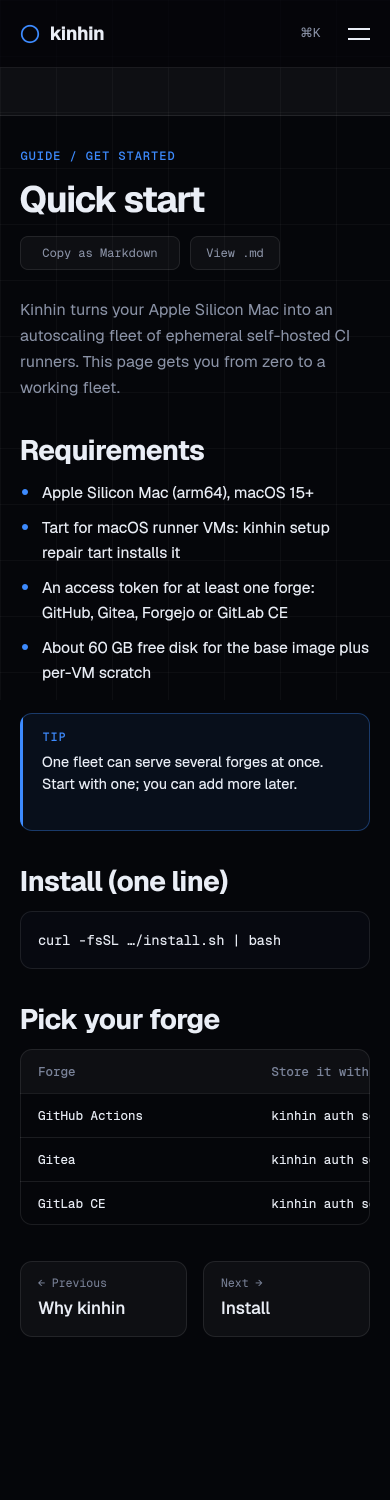 kinhin
⌘K
GUIDE / GET STARTED
Quick start
Copy as Markdown
View .md
Kinhin turns your Apple Silicon Mac into an
autoscaling fleet of ephemeral self-hosted CI
runners. This page gets you from zero to a
working fleet.
Requirements
Apple Silicon Mac (arm64), macOS 15+
Tart for macOS runner VMs: kinhin setup
repair tart installs it
An access token for at least one forge:
GitHub, Gitea, Forgejo or GitLab CE
About 60 GB free disk for the base image plus
per-VM scratch
TIP
One fleet can serve several forges at once.
Start with one; you can add more later.
Install (one line)
curl -fsSL …/install.sh | bash
Pick your forge
Forge Store it with
GitHub Actions kinhin auth
Gitea kinhin auth
GitLab CE kinhin auth
← Previous
Why kinhin
Next →
Install